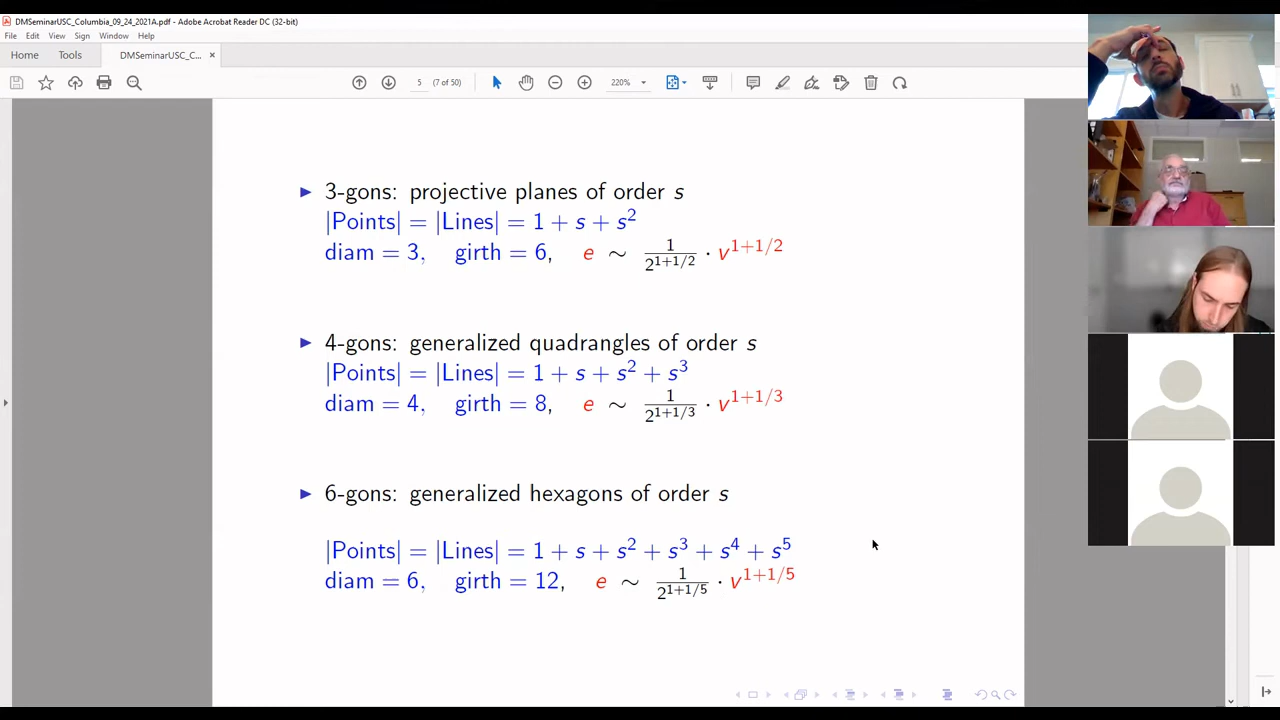 DMSeminarUSC_Columbia_09_24_2021A.pdf - Adobe Acrobat Reader DC (32-bit)
File Edit View Sign Window Help
Home Tools DMSeminarUSC_C... ×
5 (7 of 50) 220%
▶ 3-gons: projective planes of order s
|Points| = |Lines| = 1 + s + s²
diam = 3, girth = 6, e ∼ 1/2^{1+1/2} · v^{1+1/2}
▶ 4-gons: generalized quadrangles of order s
|Points| = |Lines| = 1 + s + s² + s³
diam = 4, girth = 8, e ∼ 1/2^{1+1/3} · v^{1+1/3}
▶ 6-gons: generalized hexagons of order s
|Points| = |Lines| = 1 + s + s² + s³ + s⁴ + s⁵
diam = 6, girth = 12, e ∼ 1/2^{1+1/5} · v^{1+1/5}